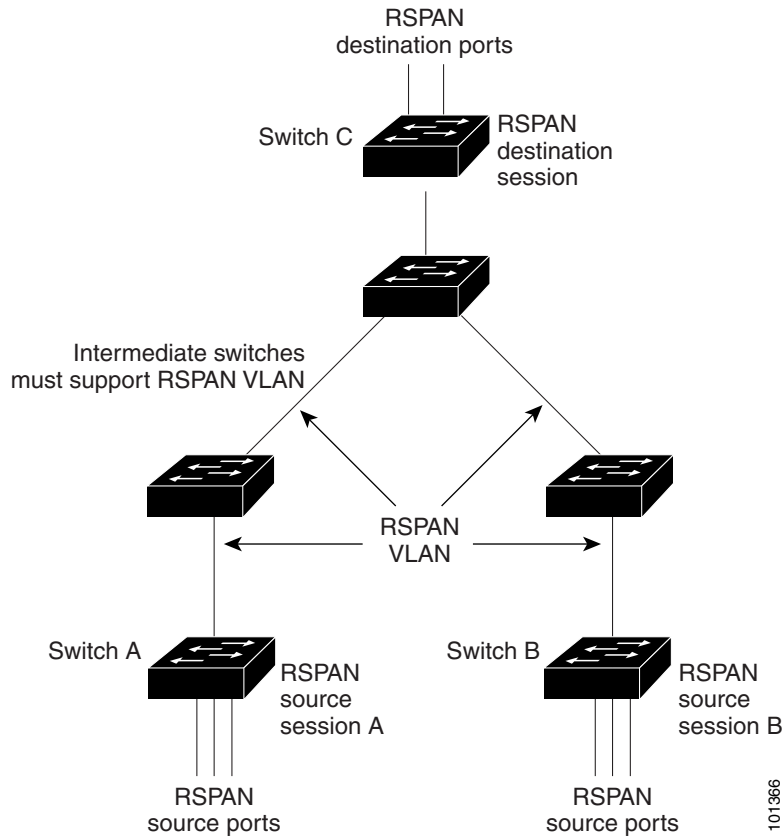 RSPAN
destination ports
Switch C
RSPAN
destination
session
Intermediate switches
must support RSPAN VLAN
RSPAN
VLAN
Switch A
RSPAN
source
session A
Switch B
RSPAN
source
session B
RSPAN
source ports
RSPAN
source ports
101366